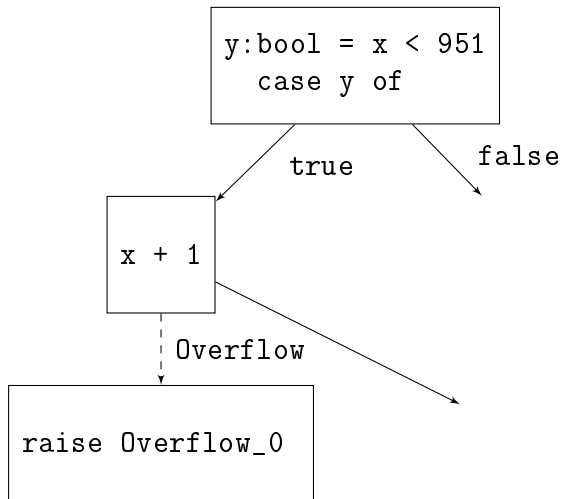 y:bool = x < 951
case y of
true
false
x + 1
Overflow
raise Overflow_0